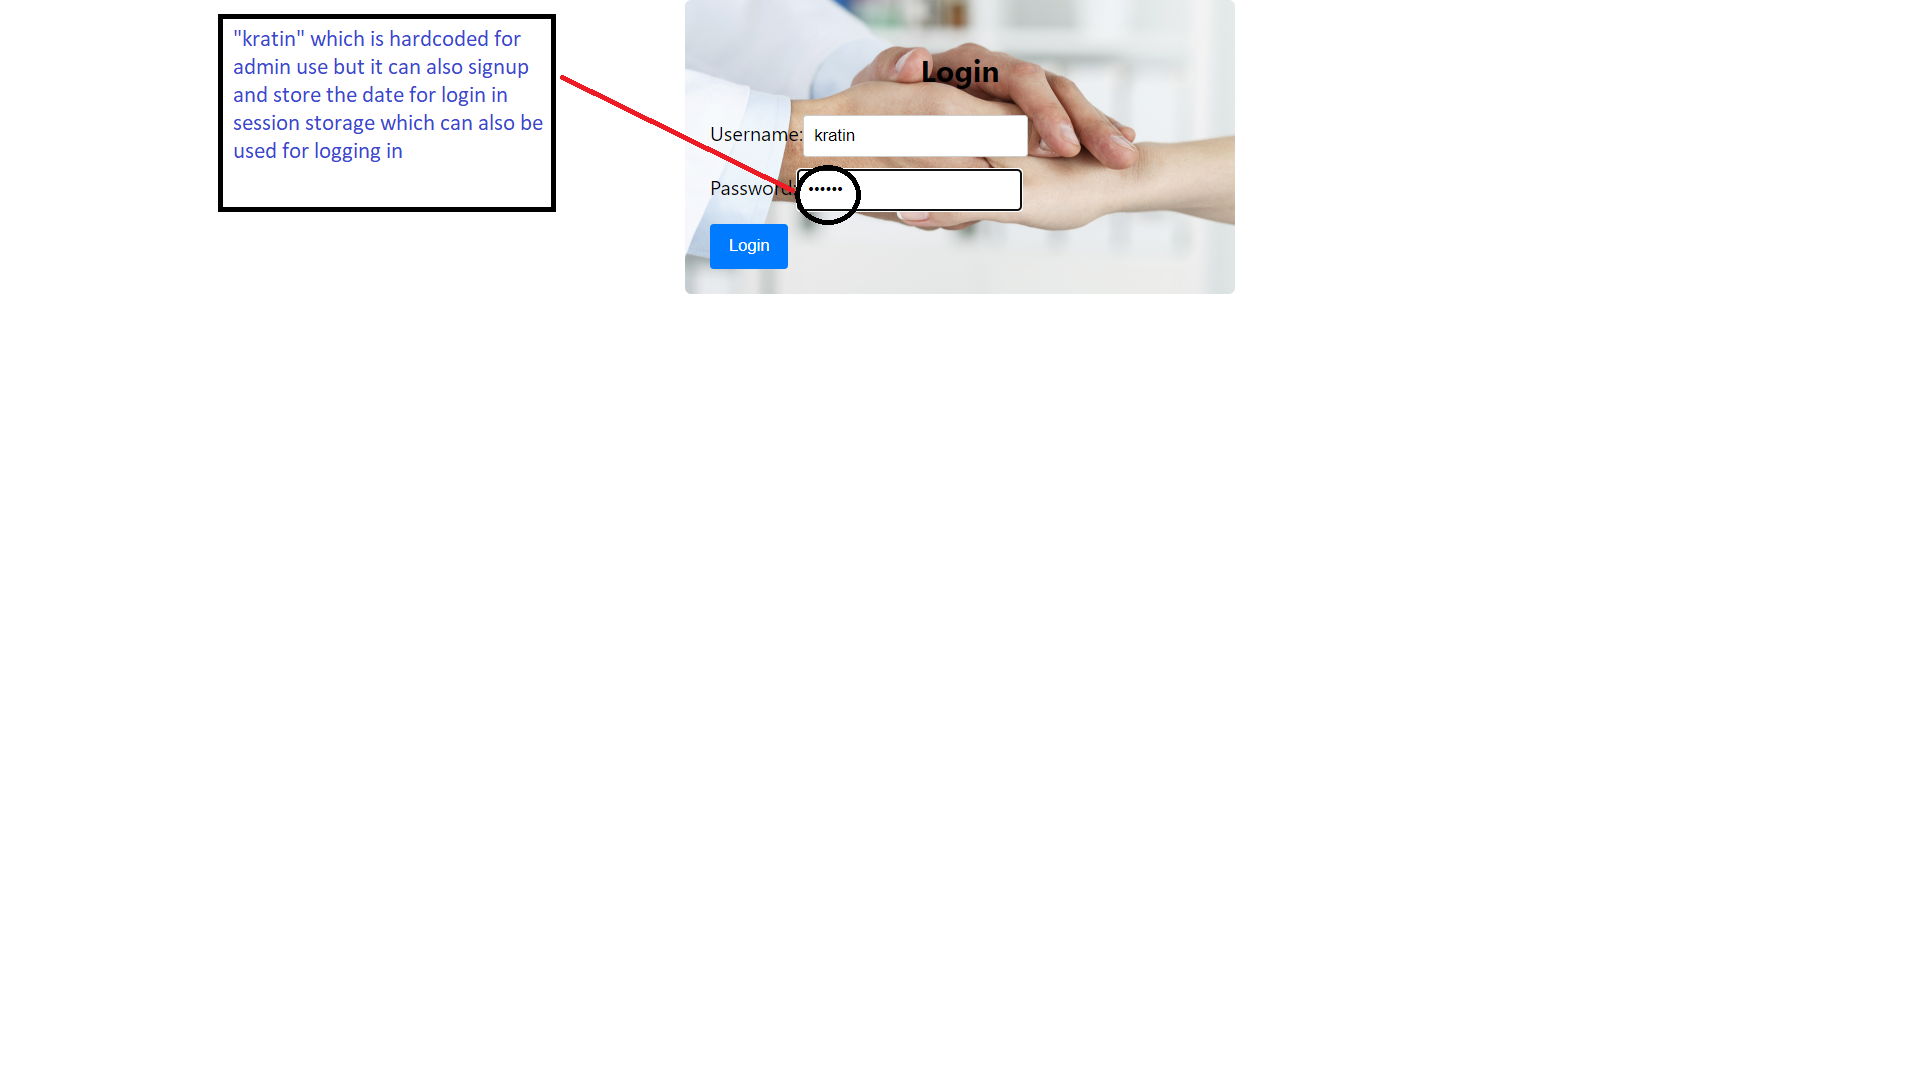 "kratin" which is hardcoded for
admin use but it can also signup
and store the date for login in
session storage which can also be
used for logging in
Login
Username: kratin
Password: ••••••
Login